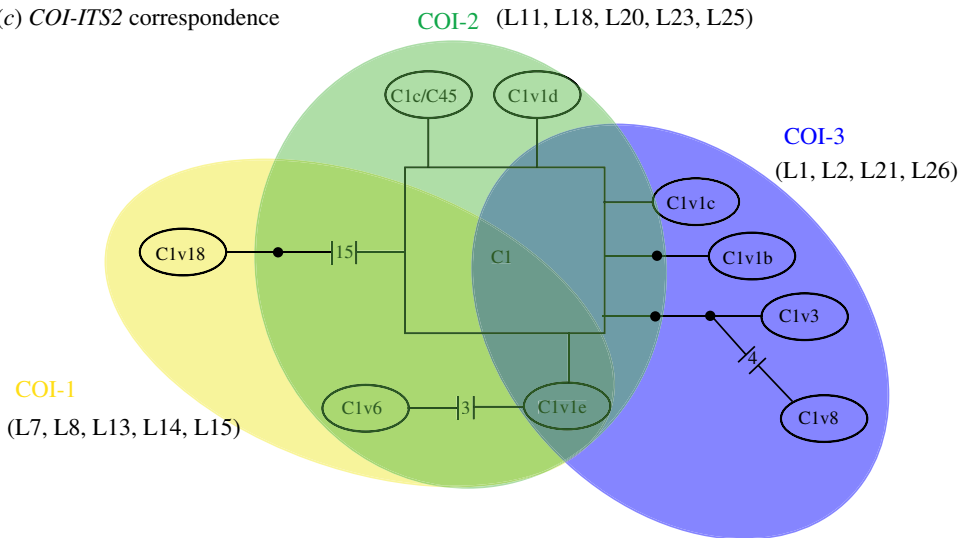 (c) COI-ITS2 correspondence
COI-2 (L11, L18, L20, L23, L25)
C1c/C45 C1v1d
COI-3
(L1, L2, L21, L26)
C1v1c
C1v18 15 C1 C1v1b
C1v3
4
COI-1
(L7, L8, L13, L14, L15)
C1v6 3 C1v1e C1v8